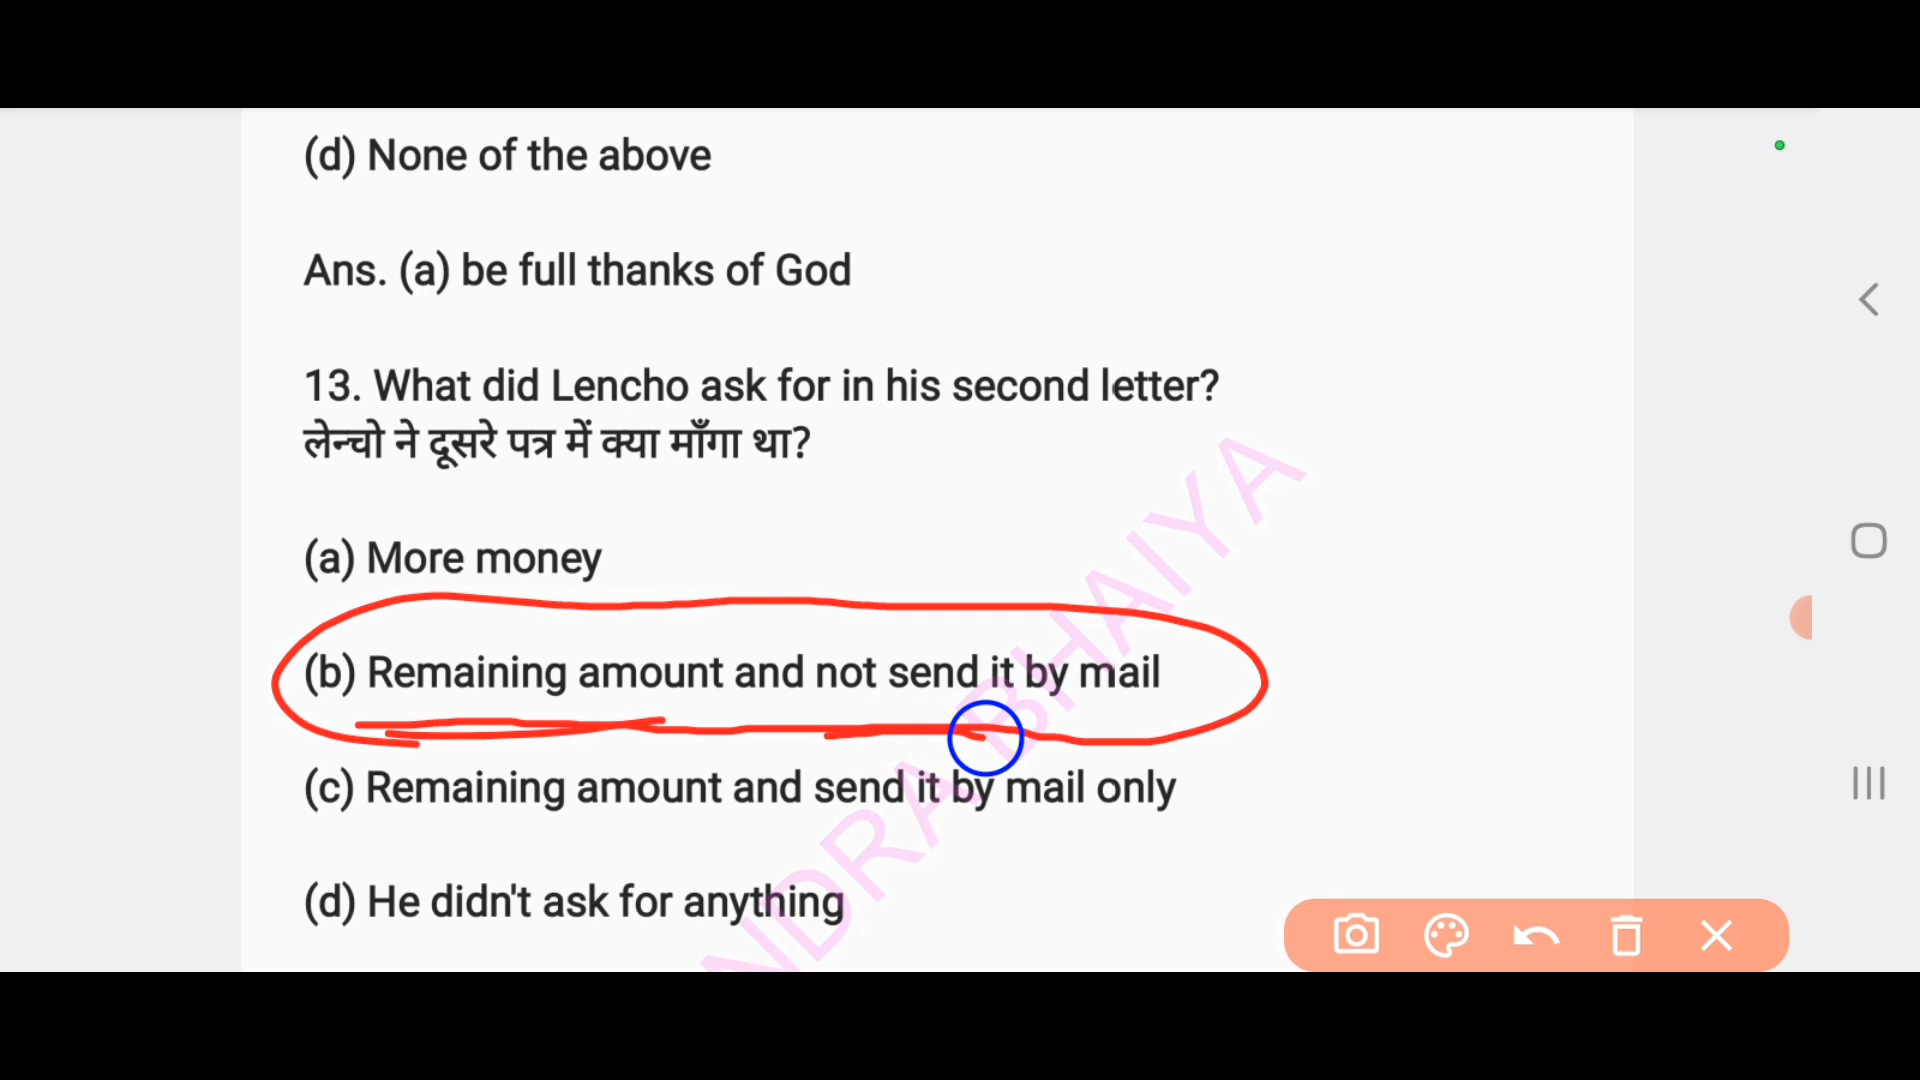 (d) None of the above
Ans. (a) be full thanks of God
13. What did Lencho ask for in his second letter?
लेन्चो ने दूसरे पत्र में क्या माँगा था?
(a) More money
(b) Remaining amount and not send it by mail
(c) Remaining amount and send it by mail only
(d) He didn't ask for anything
NDRA BHAIYA